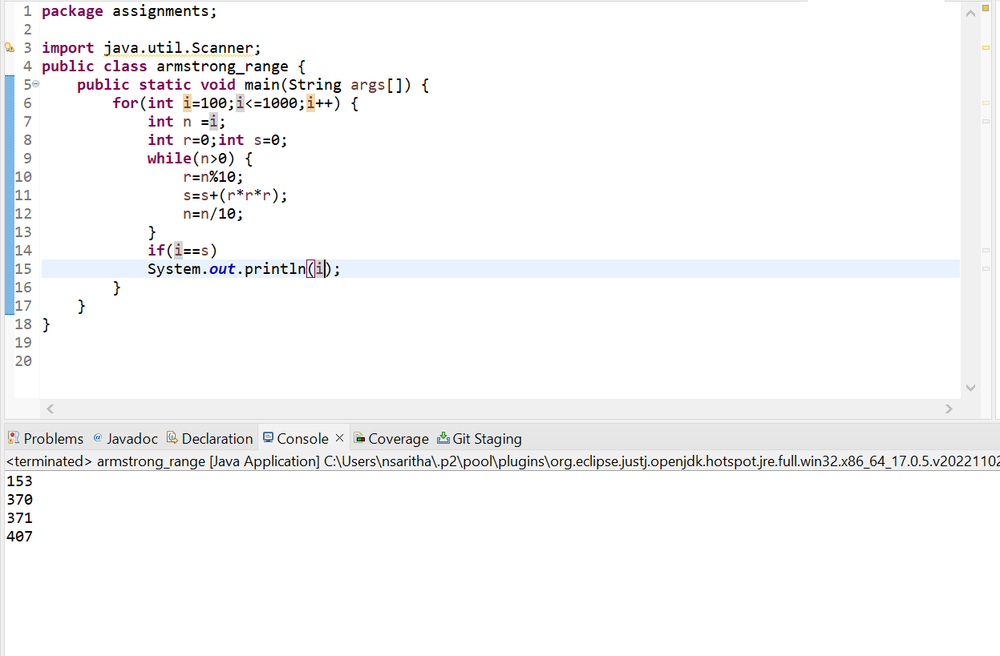 1 package assignments;
2
3 import java.util.Scanner;
4 public class armstrong_range {
5     public static void main(String args[]) {
6         for(int i=100;i<=1000;i++) {
7             int n =i;
8             int r=0;int s=0;
9             while(n>0) {
10                 r=n%10;
11                 s=s+(r*r*r);
12                 n=n/10;
13             }
14             if(i==s)
15             System.out.println(i);
16         }
17     }
18 }
19
20
Problems @ Javadoc Declaration Console × Coverage Git Staging
<terminated> armstrong_range [Java Application] C:\Users\nsaritha\.p2\pool\plugins\org.eclipse.justj.openjdk.hotspot.jre.full.win32.x86_64_17.0.5.v20221102
153
370
371
407